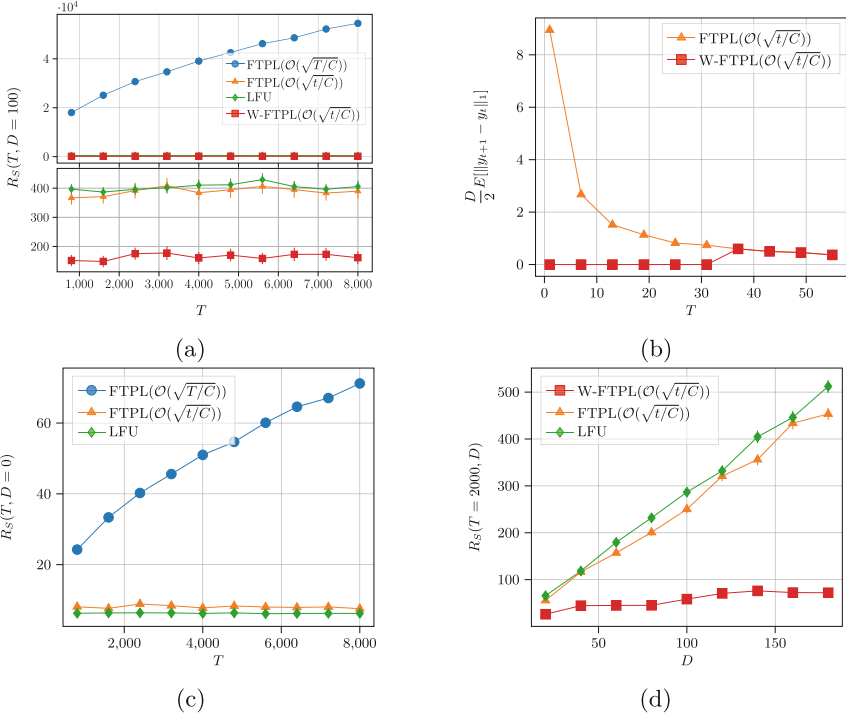 ·10⁴
4
2
0
R_S(T, D = 100)
FTPL(𝒪(√T/C))
FTPL(𝒪(√t/C))
LFU
W-FTPL(𝒪(√t/C))
400
300
200
1,000 2,000 3,000 4,000 5,000 6,000 7,000 8,000
T
(a)
8
6
4
2
0
D/2 E[‖y_{t+1} − y_t‖_1]
FTPL(𝒪(√t/C))
W-FTPL(𝒪(√t/C))
0 10 20 30 40 50
T
(b)
60
40
20
R_S(T, D = 0)
FTPL(𝒪(√T/C))
FTPL(𝒪(√t/C))
LFU
2,000 4,000 6,000 8,000
T
(c)
500
400
300
200
100
R_S(T = 2000, D)
W-FTPL(𝒪(√t/C))
FTPL(𝒪(√t/C))
LFU
50 100 150
D
(d)